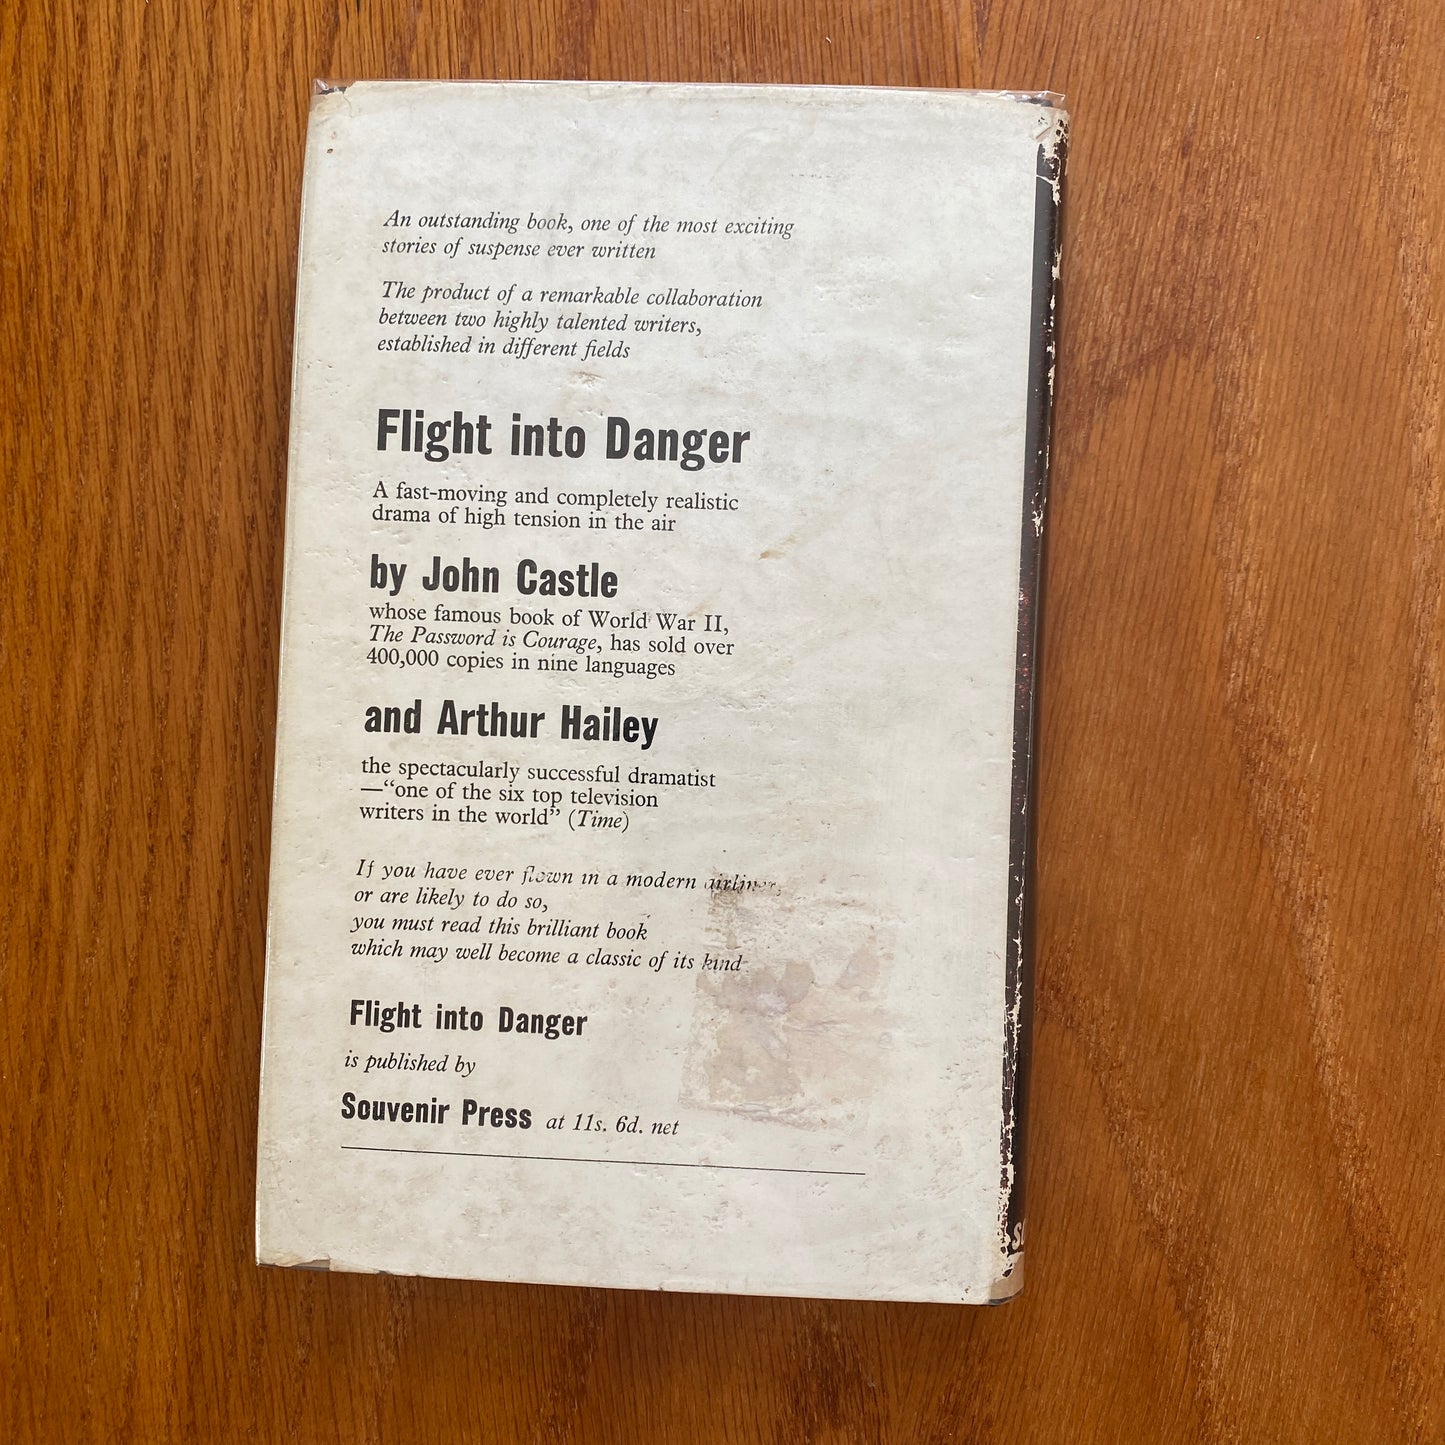 An outstanding book, one of the most exciting
stories of suspense ever written
The product of a remarkable collaboration
between two highly talented writers,
established in different fields
Flight into Danger
A fast-moving and completely realistic
drama of high tension in the air
by John Castle
whose famous book of World War II,
The Password is Courage, has sold over
400,000 copies in nine languages
and Arthur Hailey
the spectacularly successful dramatist
—“one of the six top television
writers in the world” (Time)
If you have ever flown in a modern airliner,
or are likely to do so,
you must read this brilliant book
which may well become a classic of its kind
Flight into Danger
is published by
Souvenir Press at 11s. 6d. net